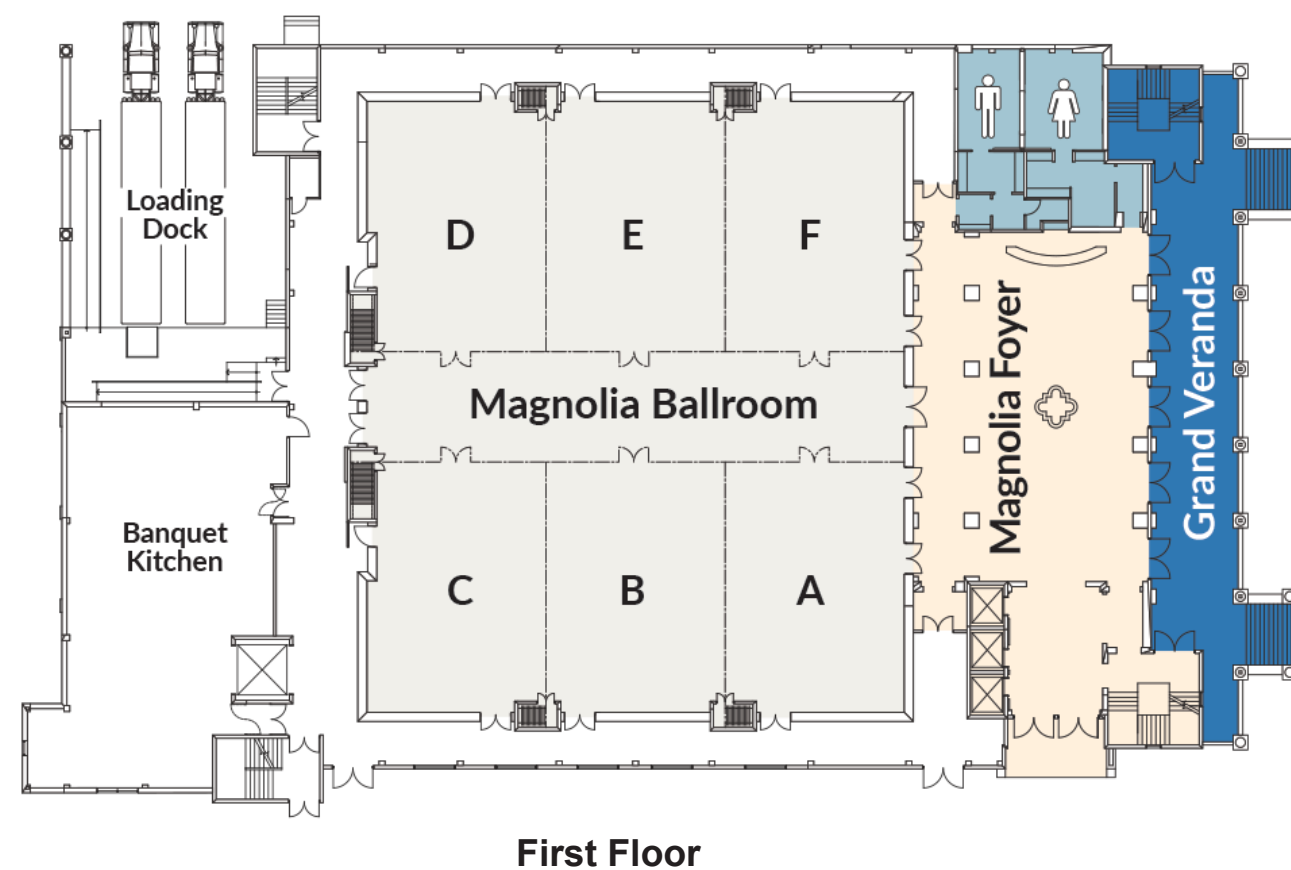 Loading
Dock
D
E
F
Magnolia Ballroom
Magnolia Foyer
Grand Veranda
Banquet
Kitchen
C
B
A
First Floor